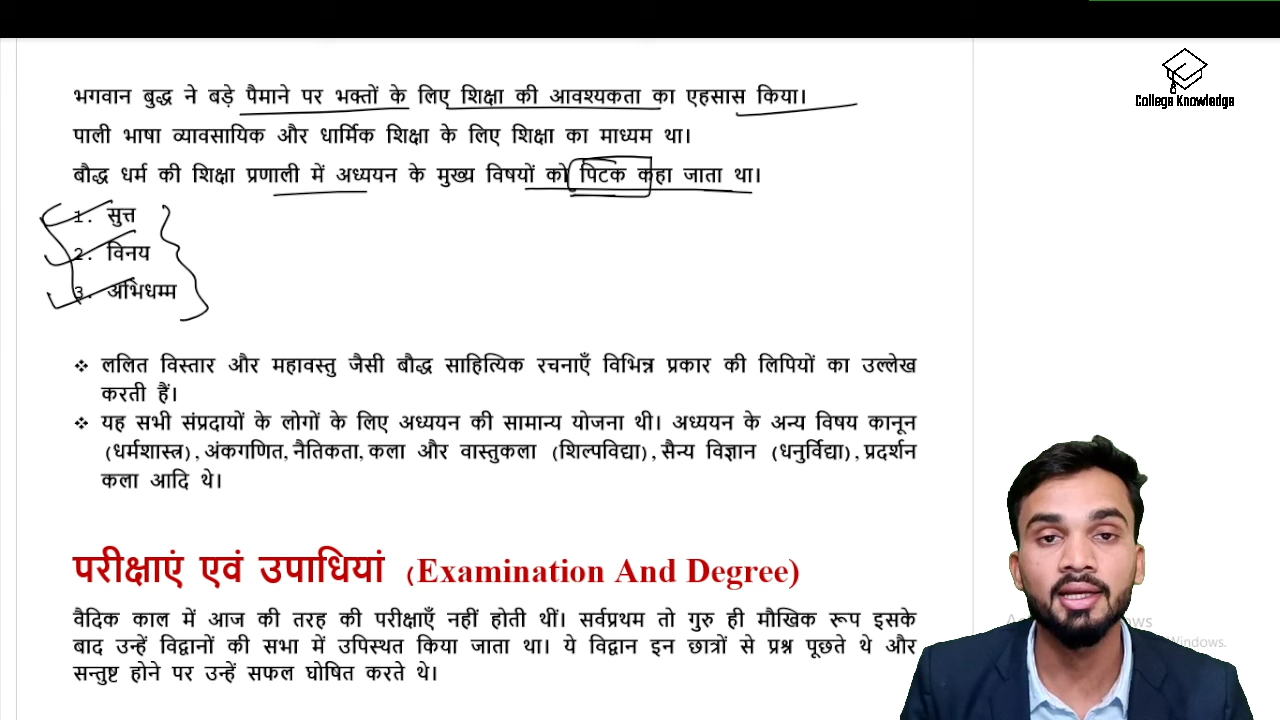 भगवान बुद्ध ने बड़े पैमाने पर भक्तों के लिए शिक्षा की आवश्यकता का एहसास किया।
College Knowledge
पाली भाषा व्यावसायिक और धार्मिक शिक्षा के लिए शिक्षा का माध्यम था।
बौद्ध धर्म की शिक्षा प्रणाली में अध्ययन के मुख्य विषयों को पिटक कहा जाता था।
1. सुत्त
2. विनय
3. अभिधम्म
❖ ललित विस्तार और महावस्तु जैसी बौद्ध साहित्यिक रचनाएँ विभिन्न प्रकार की लिपियों का उल्लेख
करती हैं।
❖ यह सभी संप्रदायों के लोगों के लिए अध्ययन की सामान्य योजना थी। अध्ययन के अन्य विषय कानून
(धर्मशास्त्र), अंकगणित, नैतिकता, कला और वास्तुकला (शिल्पविद्या), सैन्य विज्ञान (धनुर्विद्या), प्रदर्शन
कला आदि थे।
परीक्षाएं एवं उपाधियां (Examination And Degree)
वैदिक काल में आज की तरह की परीक्षाएँ नहीं होती थीं। सर्वप्रथम तो गुरु ही मौखिक रूप इसके
बाद उन्हें विद्वानों की सभा में उपिस्थत किया जाता था। ये विद्वान इन छात्रों से प्रश्न पूछते थे और
सन्तुष्ट होने पर उन्हें सफल घोषित करते थे।